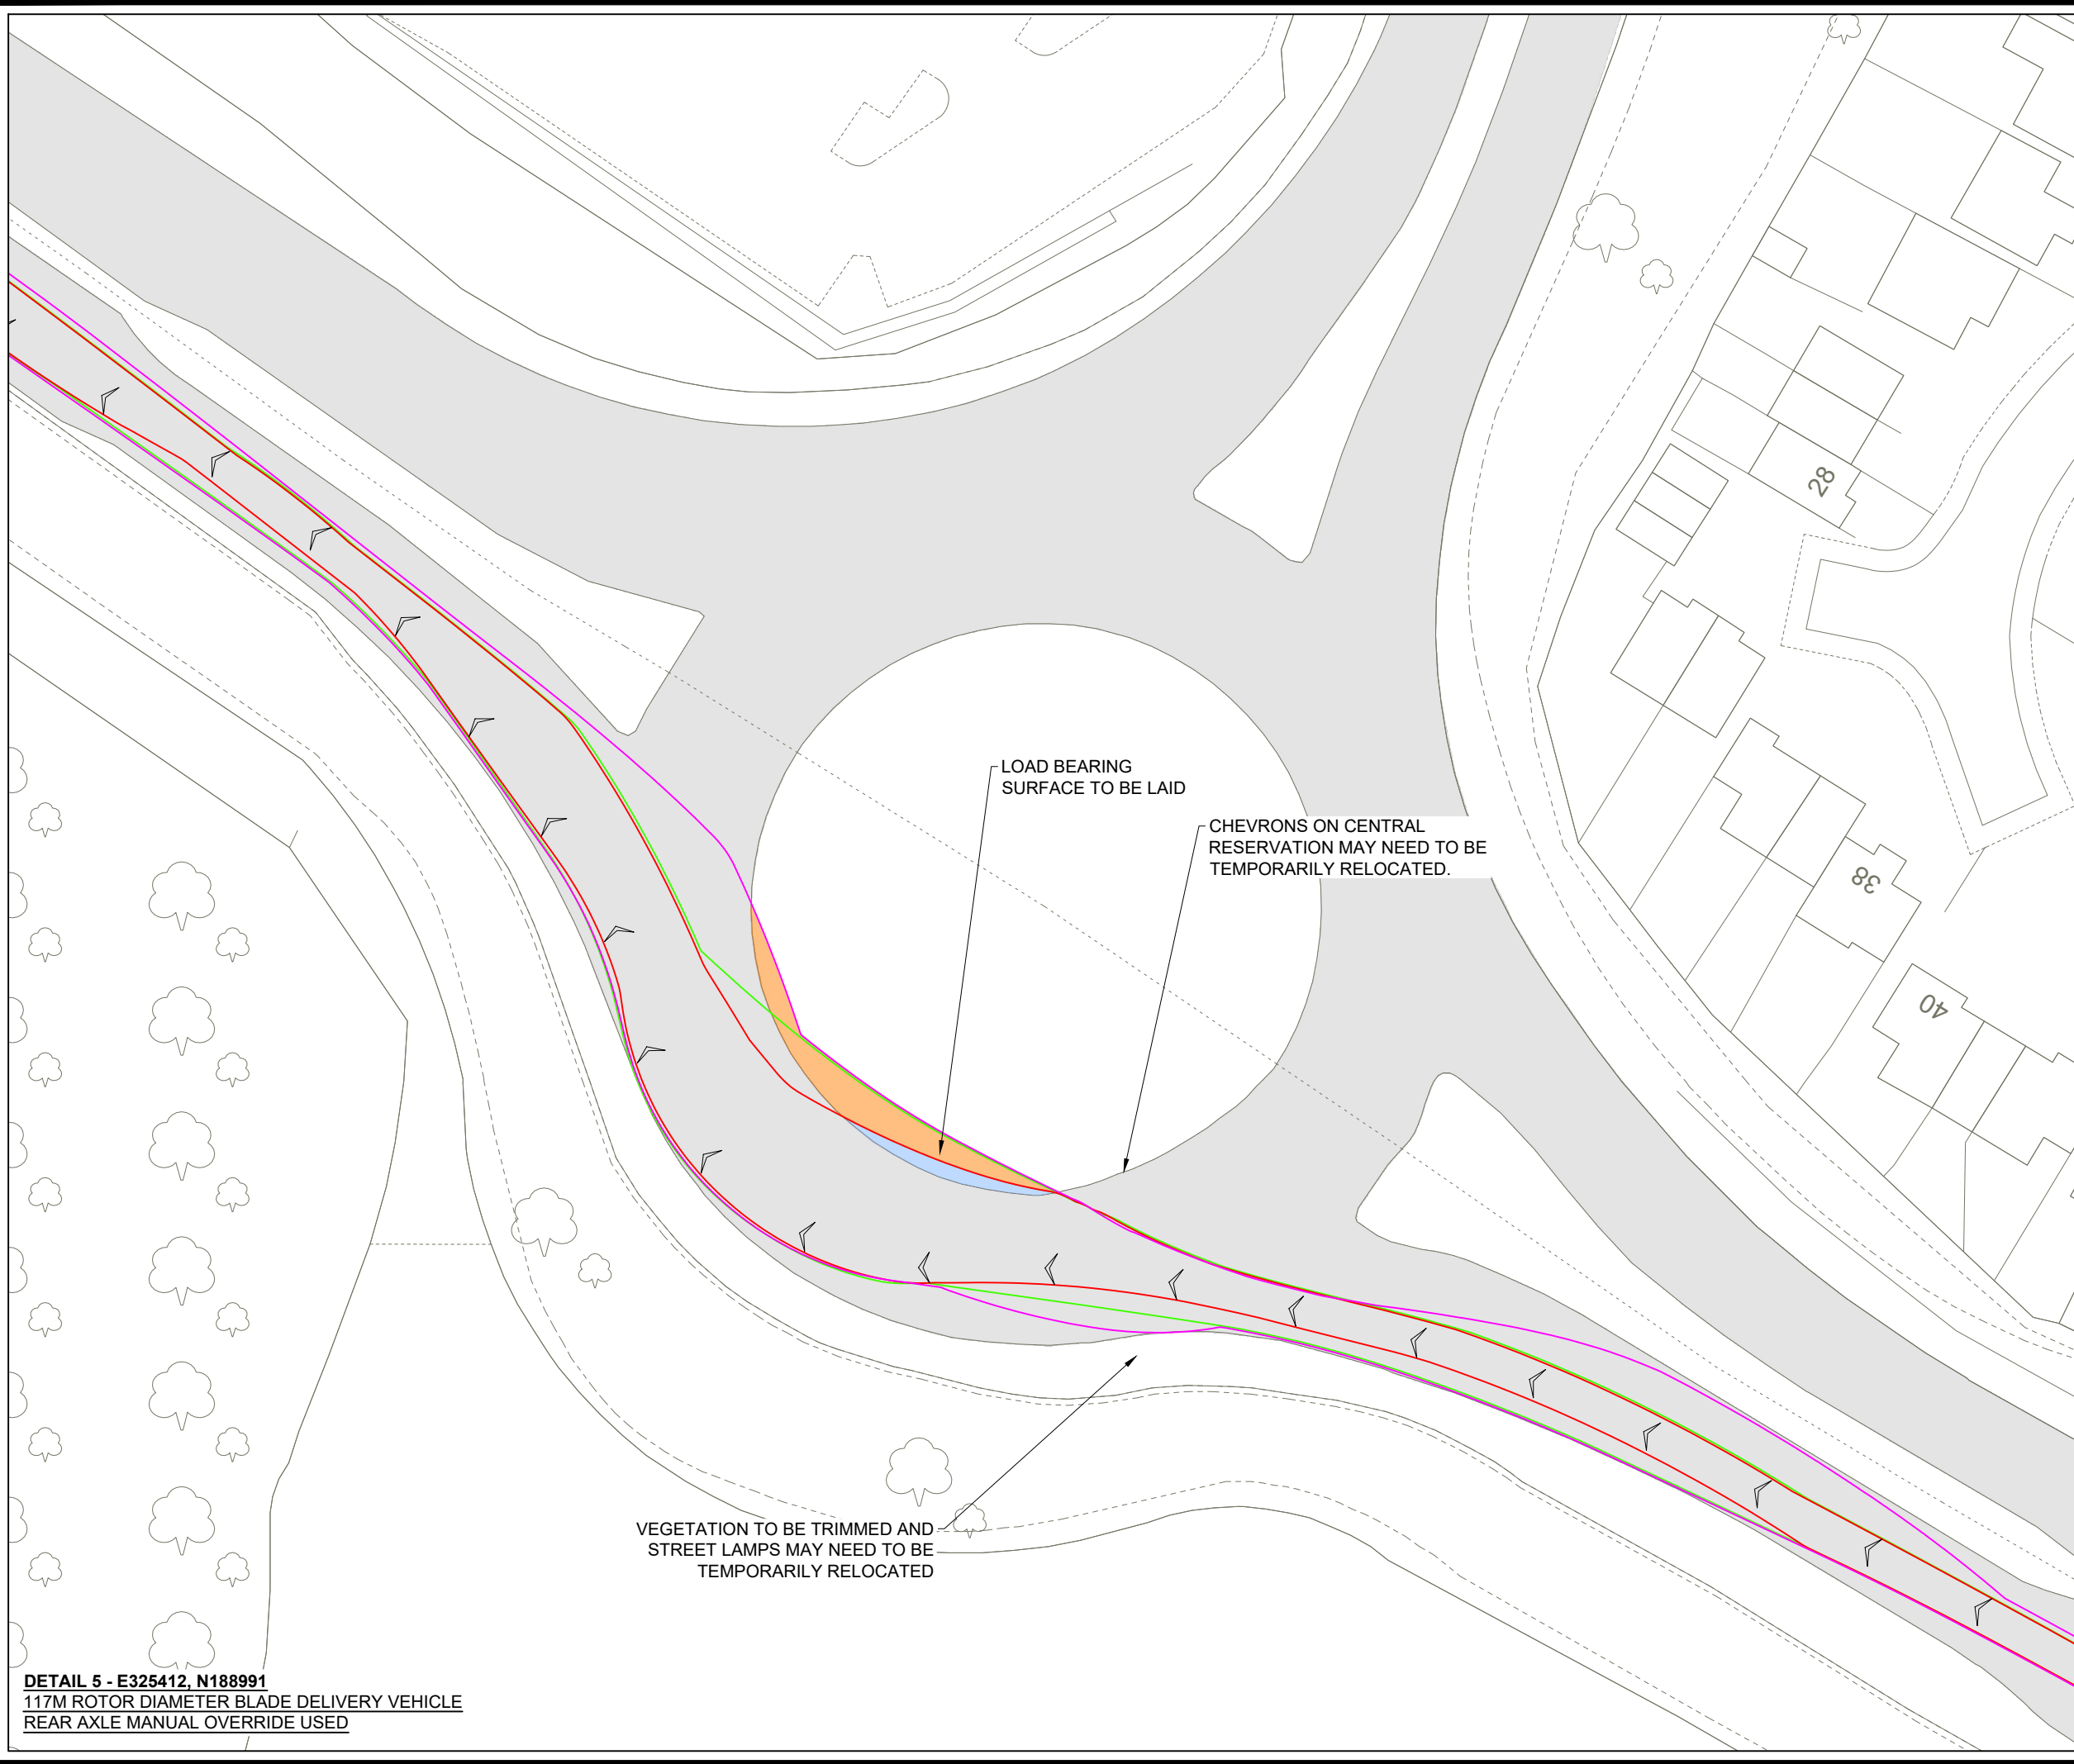 28
LOAD BEARING
SURFACE TO BE LAID
CHEVRONS ON CENTRAL
RESERVATION MAY NEED TO BE
TEMPORARILY RELOCATED.
38
40
VEGETATION TO BE TRIMMED AND
STREET LAMPS MAY NEED TO BE
TEMPORARILY RELOCATED
DETAIL 5 - E325412, N188991
117M ROTOR DIAMETER BLADE DELIVERY VEHICLE
REAR AXLE MANUAL OVERRIDE USED